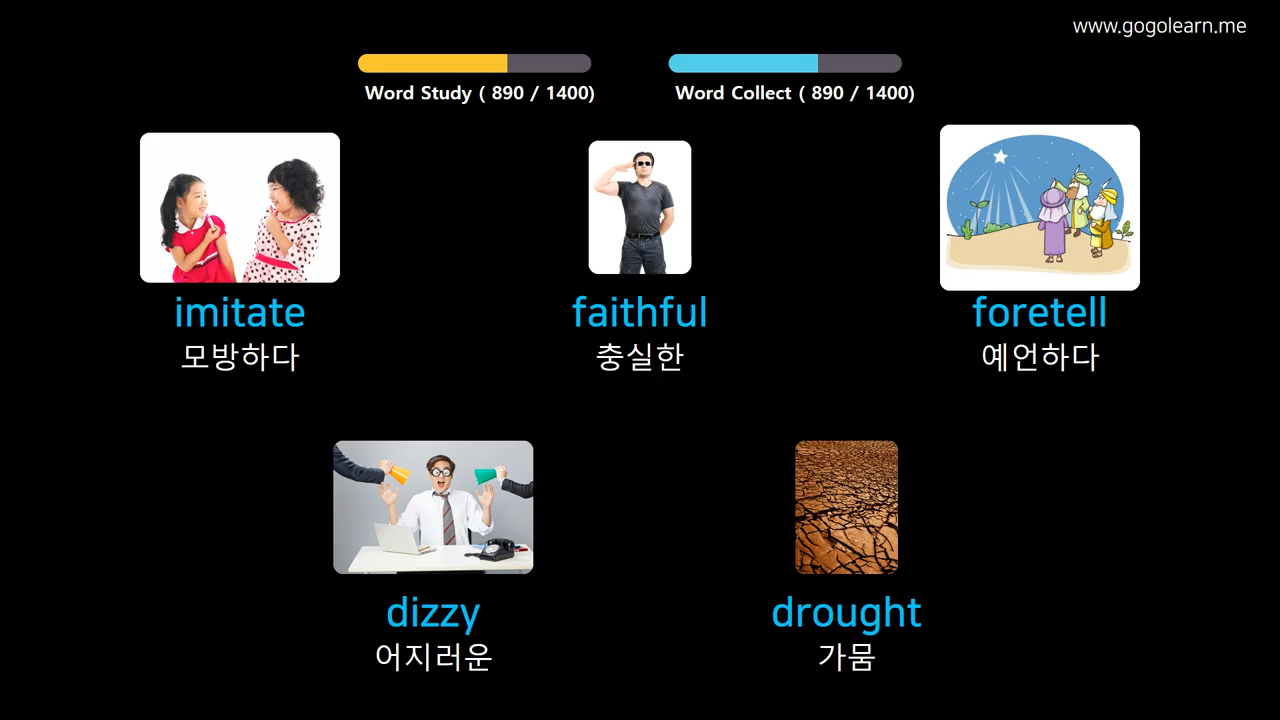 www.gogolearn.me
Word Study ( 890 / 1400)
Word Collect ( 890 / 1400)
imitate
모방하다
faithful
충실한
foretell
예언하다
dizzy
어지러운
drought
가뭄